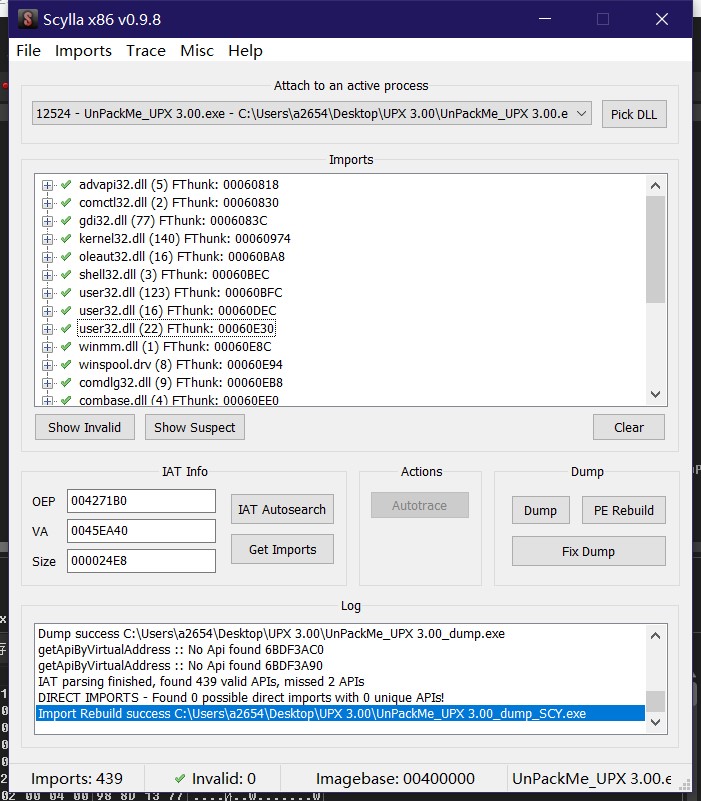 Scylla x86 v0.9.8
File Imports Trace Misc Help
Attach to an active process
12524 - UnPackMe_UPX 3.00.exe - C:\Users\a2654\Desktop\UPX 3.00\UnPackMe_UPX 3.00.e
Pick DLL
Imports
advapi32.dll (5) FThunk: 00060818
comctl32.dll (2) FThunk: 00060830
gdi32.dll (77) FThunk: 0006083C
kernel32.dll (140) FThunk: 00060974
oleaut32.dll (16) FThunk: 00060BA8
shell32.dll (3) FThunk: 00060BEC
user32.dll (123) FThunk: 00060BFC
user32.dll (16) FThunk: 00060DEC
user32.dll (22) FThunk: 00060E30
winmm.dll (1) FThunk: 00060E8C
winspool.drv (8) FThunk: 00060E94
comdlg32.dll (9) FThunk: 00060EB8
combase.dll (4) FThunk: 00060EE0
Show Invalid Show Suspect Clear
IAT Info Actions Dump
OEP 004271B0 IAT Autosearch Autotrace Dump PE Rebuild
VA 0045EA40
Size 000024E8 Get Imports Fix Dump
Log
Dump success C:\Users\a2654\Desktop\UPX 3.00\UnPackMe_UPX 3.00_dump.exe
getApiByVirtualAddress :: No Api found 6BDF3AC0
getApiByVirtualAddress :: No Api found 6BDF3A90
IAT parsing finished, found 439 valid APIs, missed 2 APIs
DIRECT IMPORTS - Found 0 possible direct imports with 0 unique APIs!
Import Rebuild success C:\Users\a2654\Desktop\UPX 3.00\UnPackMe_UPX 3.00_dump_SCY.exe
Imports: 439 Invalid: 0 Imagebase: 00400000 UnPackMe_UPX 3.00.e